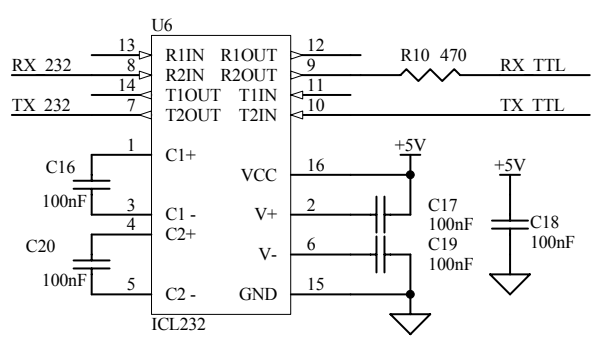 U6
13 R1IN R1OUT 12
RX 232 8 R2IN R2OUT 9 R10 470 RX TTL
14 T1OUT T1IN 11
TX 232 7 T2OUT T2IN 10 TX TTL
1 C1+
C16
100nF
3 C1 -
4 C2+
C20
100nF
5 C2 -
VCC 16
+5V
V+ 2
C17
100nF
V- 6
C19
100nF
GND 15
+5V
C18
100nF
ICL232